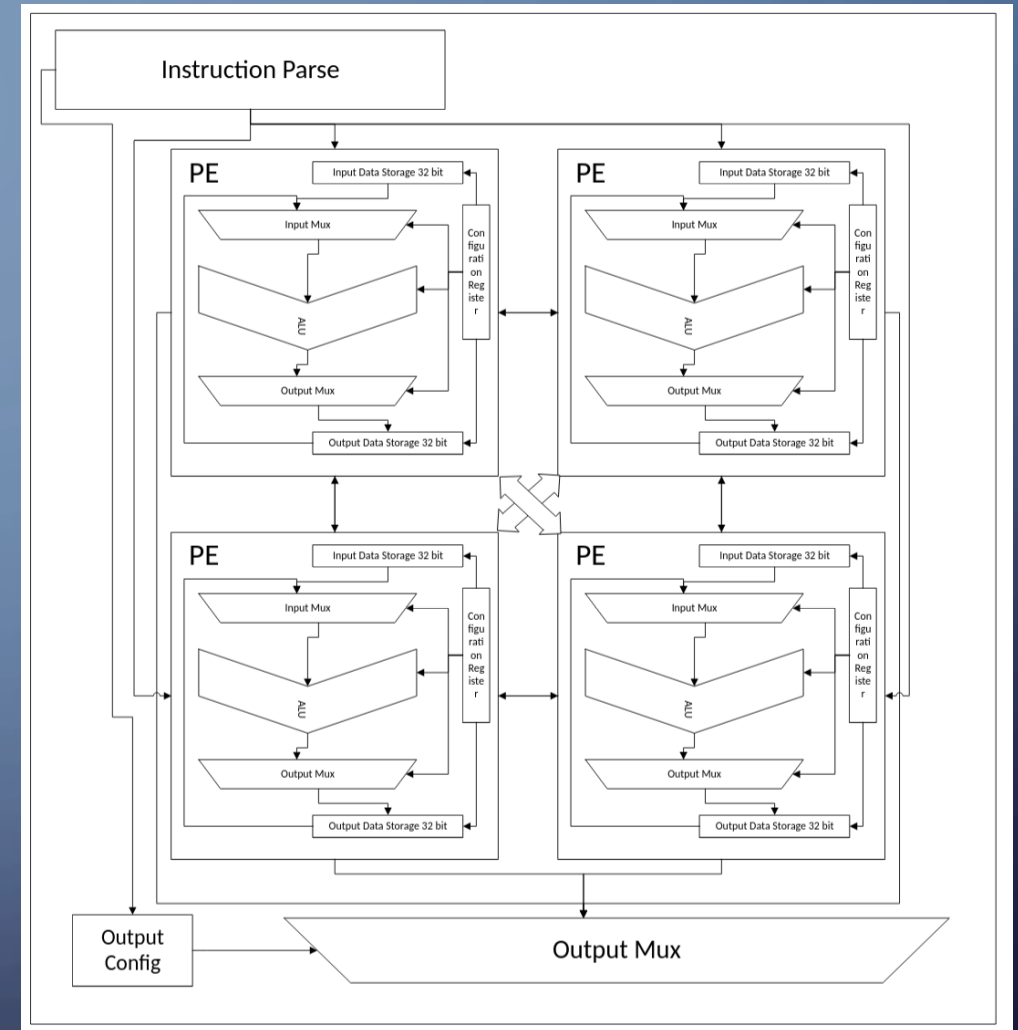 Instruction Parse
PE
Input Data Storage 32 bit
Input Mux
Con
figu
rati
on
Reg
iste
r
ALU
Output Mux
Output Data Storage 32 bit
PE
Input Data Storage 32 bit
Input Mux
Con
figu
rati
on
Reg
iste
r
ALU
Output Mux
Output Data Storage 32 bit
PE
Input Data Storage 32 bit
Input Mux
Con
figu
rati
on
Reg
iste
r
ALU
Output Mux
Output Data Storage 32 bit
PE
Input Data Storage 32 bit
Input Mux
Con
figu
rati
on
Reg
iste
r
ALU
Output Mux
Output Data Storage 32 bit
Output
Config
Output Mux